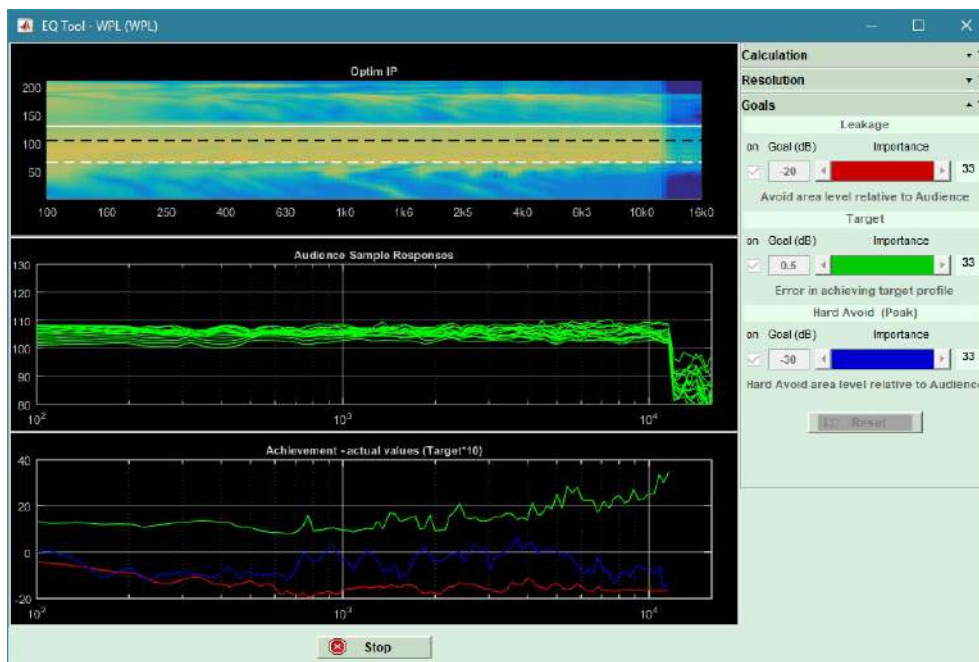 EQ Tool - WPL (WPL)
Optim IP
200
150
100
50
100 160 250 400 630 1k0 1k6 2k5 4k0 6k3 10k0 16k0
Audience Sample Responses
130
120
110
100
90
80
10^2 10^3 10^4
Achievement - actual values (Target*10)
40
20
0
-20
10^2 10^3 10^4
Stop
Calculation
Resolution
Goals
Leakage
on Goal (dB) Importance
-20 33
Avoid area level relative to Audience
Target
on Goal (dB) Importance
0.5 33
Error in achieving target profile
Hard Avoid (Peak)
on Goal (dB) Importance
-30 33
Hard Avoid area level relative to Audience
Reset